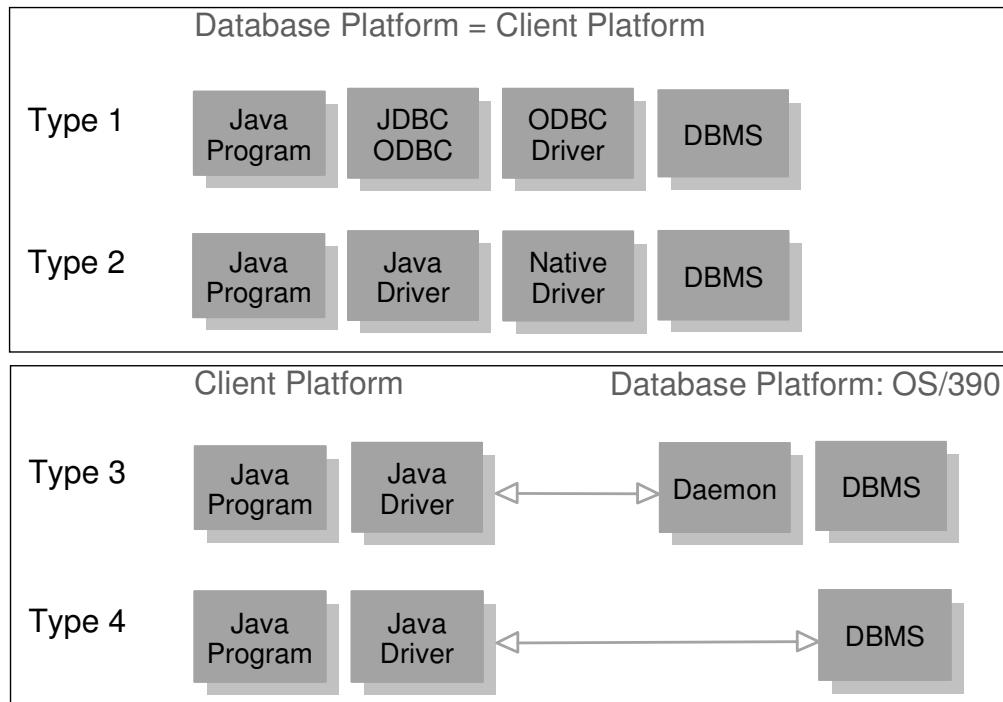 Database Platform = Client Platform
Type 1
Java
Program
JDBC
ODBC
ODBC
Driver
DBMS
Type 2
Java
Program
Java
Driver
Native
Driver
DBMS
Client Platform
Database Platform: OS/390
Type 3
Java
Program
Java
Driver
Daemon
DBMS
Type 4
Java
Program
Java
Driver
DBMS